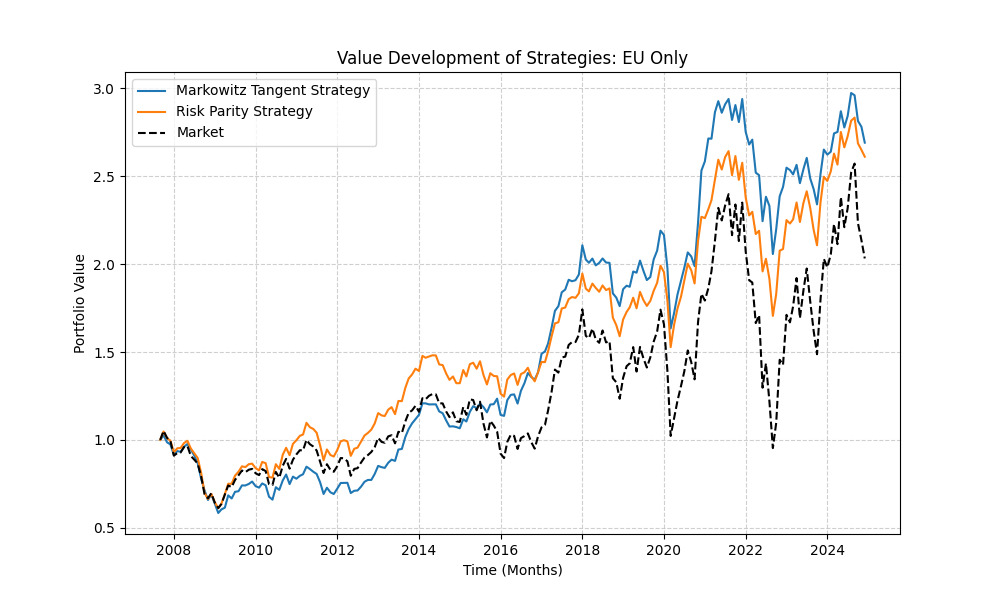 Value Development of Strategies: EU Only
Markowitz Tangent Strategy
Risk Parity Strategy
Market
Portfolio Value
3.0
2.5
2.0
1.5
1.0
0.5
2008 2010 2012 2014 2016 2018 2020 2022 2024
Time (Months)